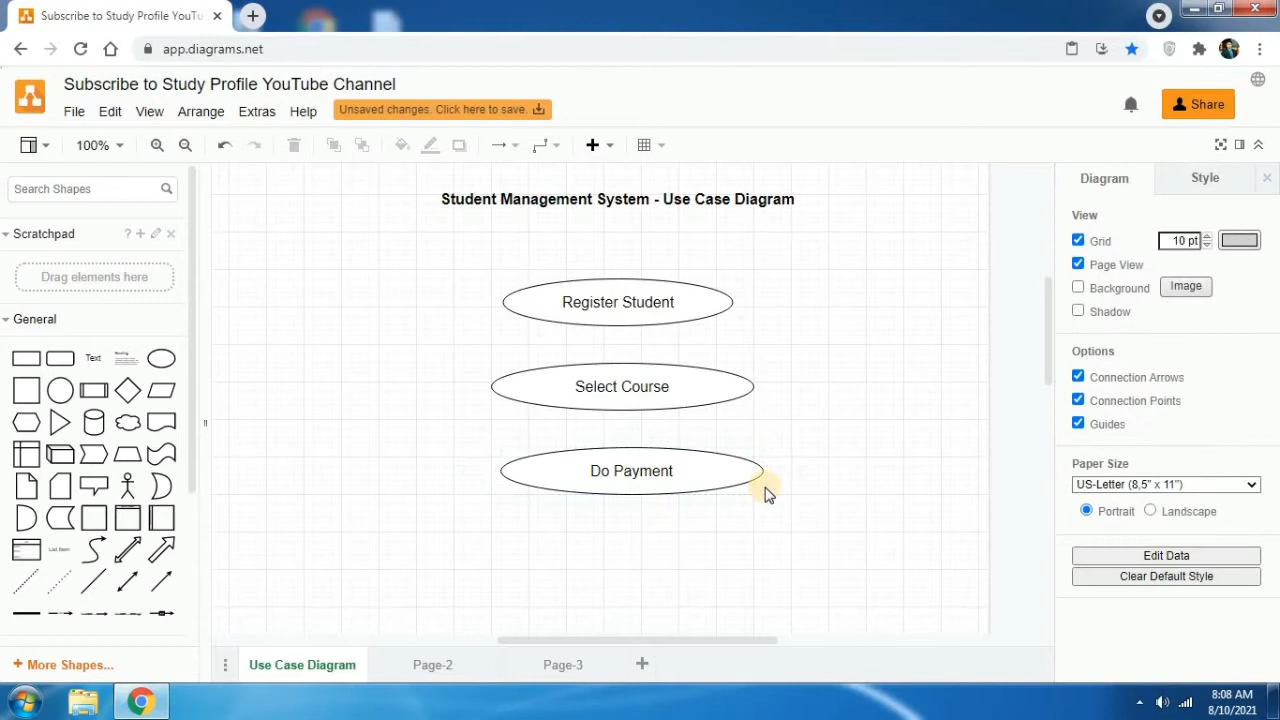 Subscribe to Study Profile YouTu
app.diagrams.net
Subscribe to Study Profile YouTube Channel
File Edit View Arrange Extras Help Unsaved changes. Click here to save.
Share
100%
Search Shapes
Scratchpad
Drag elements here
General
Text
Heading
List Item
More Shapes...
Student Management System - Use Case Diagram
Register Student
Select Course
Do Payment
Diagram Style
View
Grid 10 pt
Page View
Background Image
Shadow
Options
Connection Arrows
Connection Points
Guides
Paper Size
US-Letter (8,5" x 11")
Portrait Landscape
Edit Data
Clear Default Style
Use Case Diagram Page-2 Page-3
8:08 AM
8/10/2021